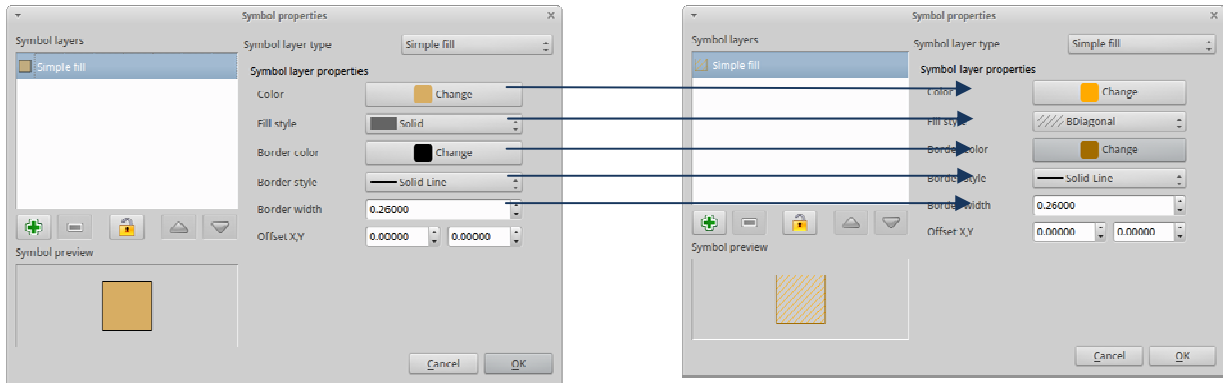 Symbol properties
Symbol layers
Simple fill
Symbol preview
Symbol layer type Simple fill
Symbol layer properties
Color Change
Fill style Solid
Border color Change
Border style Solid Line
Border width 0.26000
Offset X,Y 0.00000 0.00000
Cancel OK
Symbol properties
Symbol layers
Simple fill
Symbol preview
Symbol layer type Simple fill
Symbol layer properties
Color Change
Fill style BDiagonal
Border color Change
Border style Solid Line
Border width 0.26000
Offset X,Y 0.00000 0.00000
Cancel OK